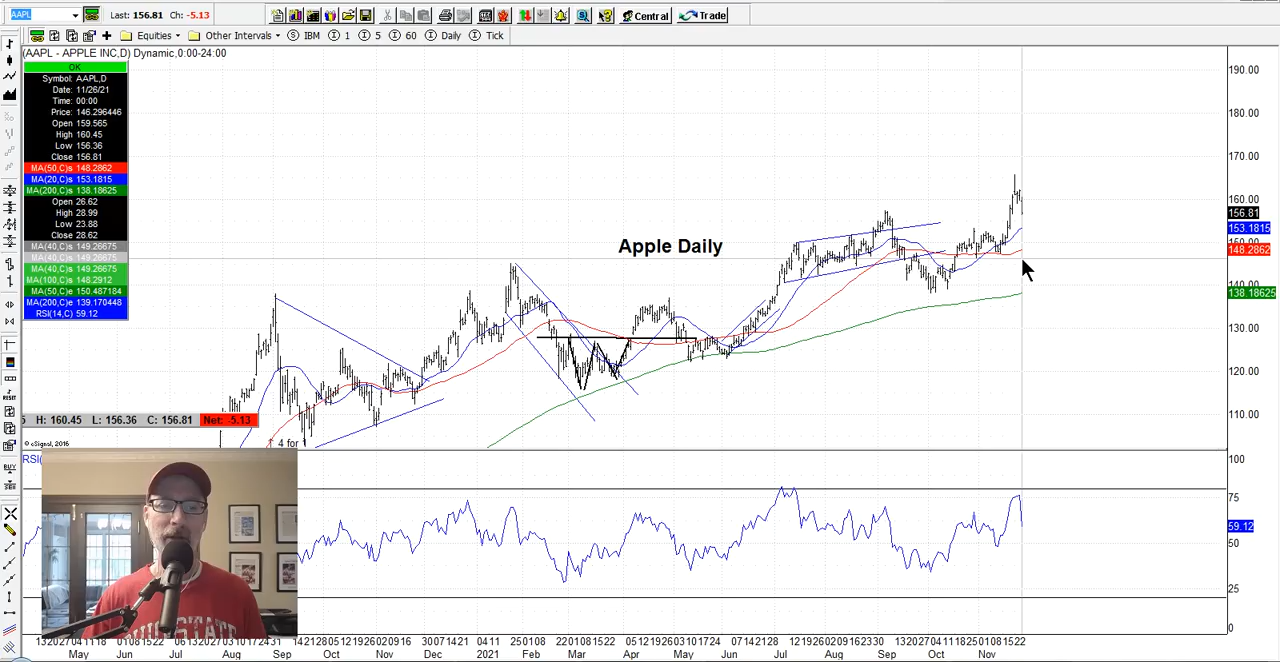 AAPL Last: 156.81 Ch: -5.13 Central Trade
Equities Other Intervals IBM 1 5 60 Daily Tick
(AAPL - APPLE INC,D) Dynamic,0:00-24:00
OK
Symbol: AAPL,D
Date: 11/26/21
Time: 00:00
Price: 146.296446
Open 159.565
High 160.45
Low 156.36
Close 156.81
MA(50,C)s 148.2862
MA(20,C)s 153.1815
MA(200,C)s 138.18625
Open 26.62
High 28.99
Low 23.88
Close 28.62
MA(40,C)s 149.26675
MA(40,C)s 149.26675
MA(40,C)s 149.26675
MA(100,C)s 148.2912
MA(50,C)e 150.487184
MA(200,C)e 139.170448
RSI(14,C) 59.12
Apple Daily
190.00
180.00
170.00
160.00
156.81
153.1815
150.00
148.2862
140.00
138.18625
130.00
120.00
110.00
5 H: 160.45 L: 156.36 C: 156.81 Net: -5.13
© eSignal, 2016
4 for
RSI(
100
75
59.12
50
25
0
BUY
RESET
May Jun Jul Aug Sep Oct Nov Dec 2021 Feb Mar Apr May Jun Jul Aug Sep Oct Nov